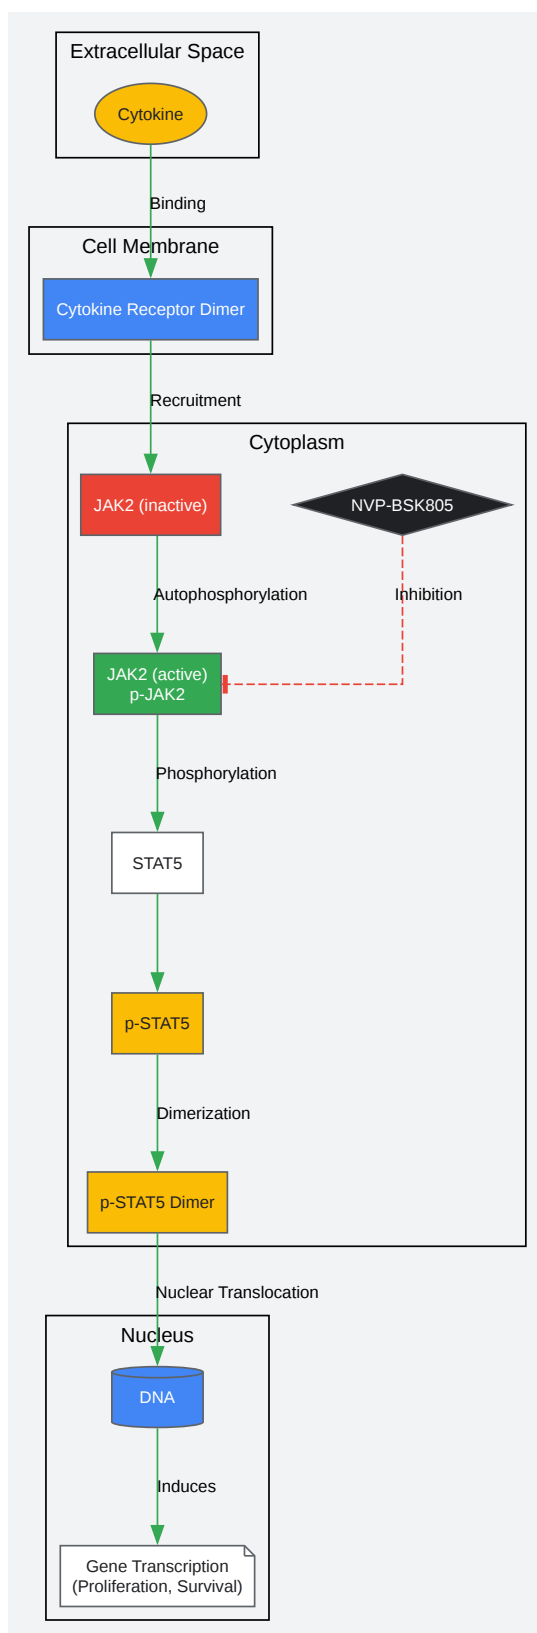 Extracellular Space
Cytokine
Binding
Cell Membrane
Cytokine Receptor Dimer
Recruitment
Cytoplasm
JAK2 (inactive)
NVP-BSK805
Autophosphorylation
Inhibition
JAK2 (active)
p-JAK2
Phosphorylation
STAT5
p-STAT5
Dimerization
p-STAT5 Dimer
Nuclear Translocation
Nucleus
DNA
Induces
Gene Transcription
(Proliferation, Survival)